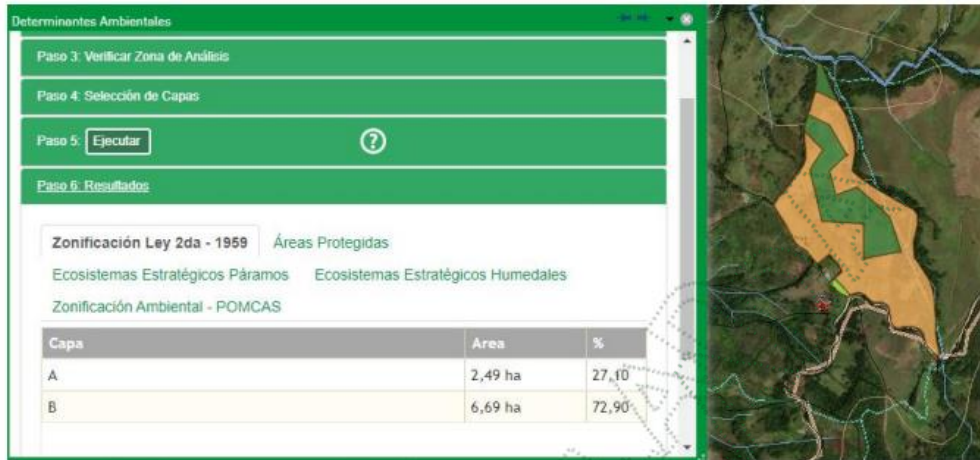 Determinantes Ambientales
Paso 3: Verificar Zona de Análisis
Paso 4: Selección de Capas
Paso 5: Ejecutar ?
Paso 6: Resultados
Zonificación Ley 2da - 1959 Áreas Protegidas
Ecosistemas Estratégicos Páramos Ecosistemas Estratégicos Humedales
Zonificación Ambiental - POMCAS
Capa Area %
A 2,49 ha 27,10
B 6,69 ha 72,90